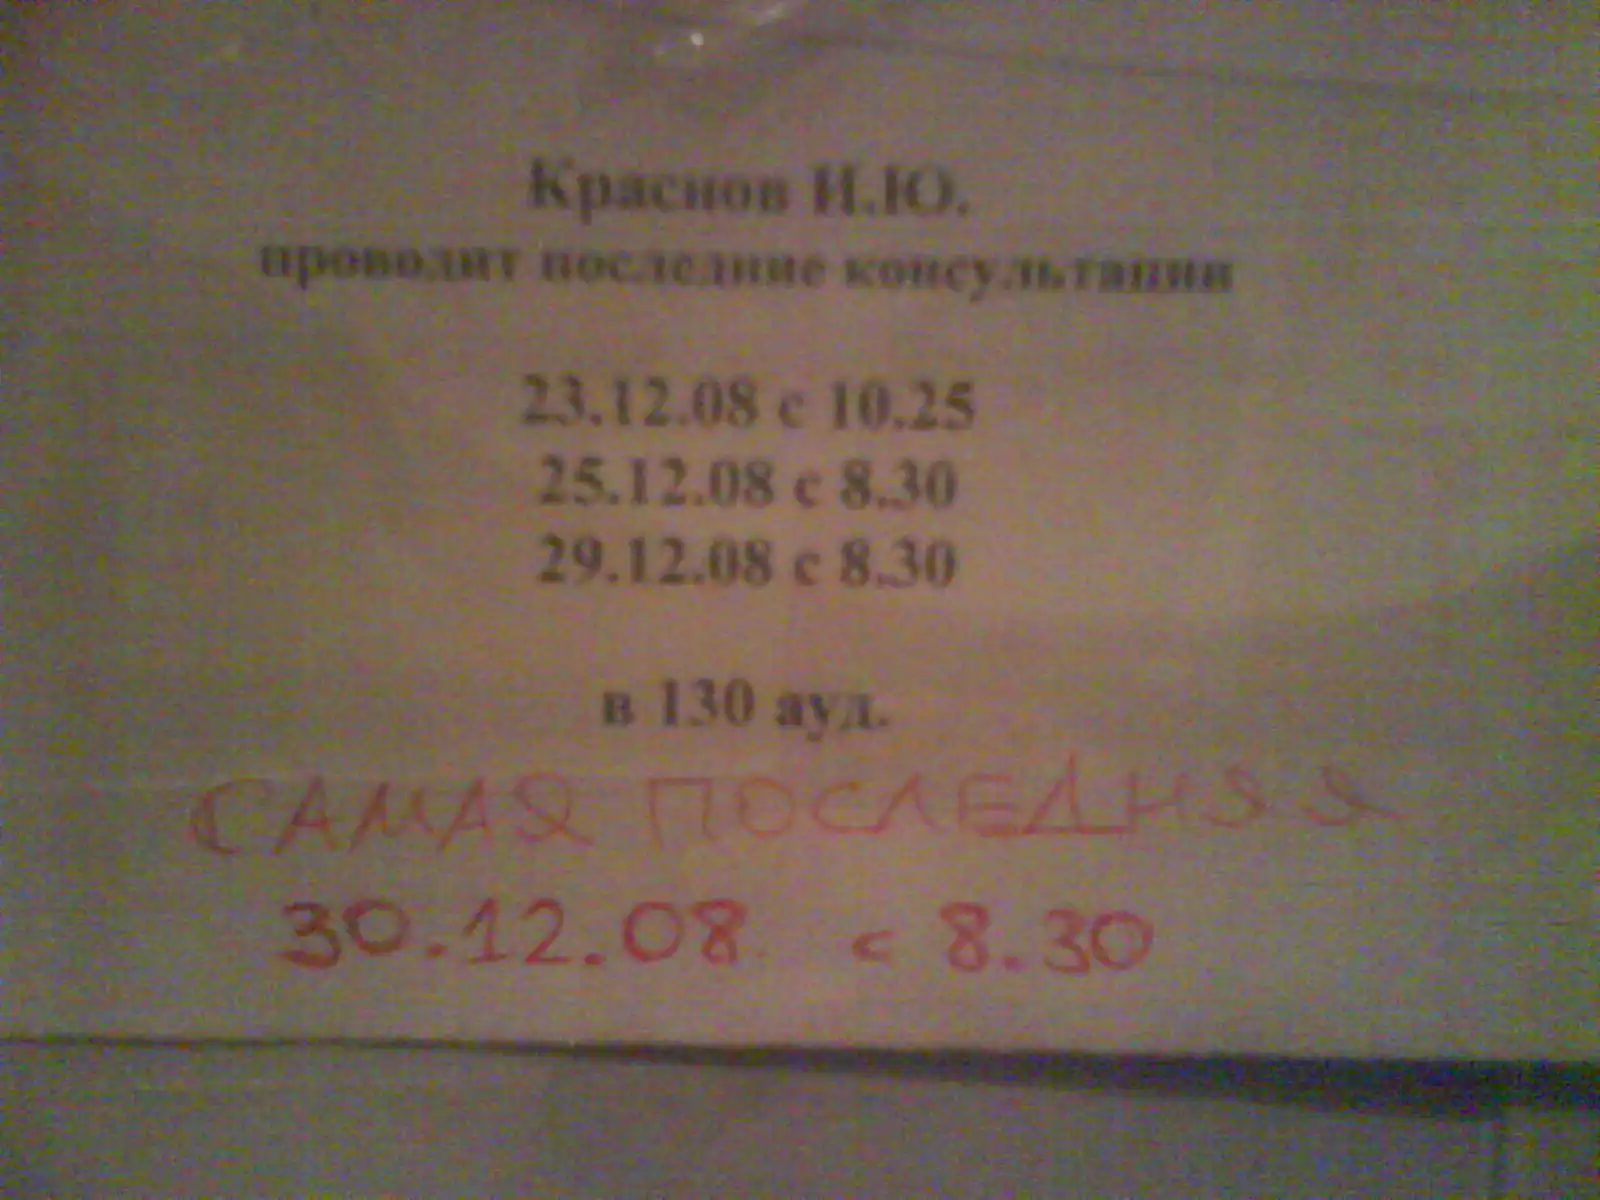 Краснов И.Ю.
проводит последние консультации
23.12.08 с 10.25
25.12.08 с 8.30
29.12.08 с 8.30
в 130 ауд.
САМАЯ ПОСЛЕДНЯЯ
30.12.08 с 8.30